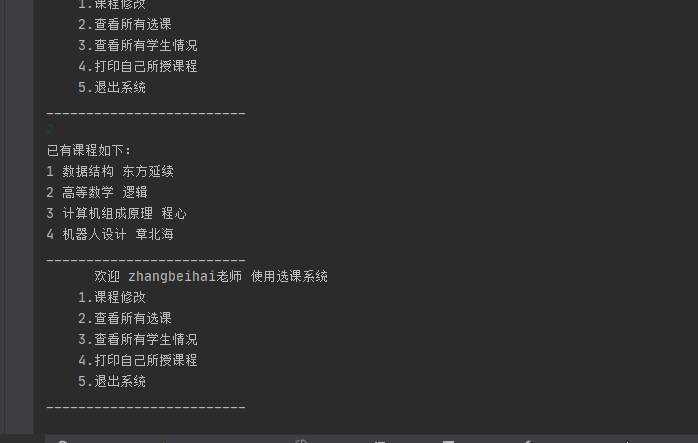 1.课程修改
2.查看所有选课
3.查看所有学生情况
4.打印自己所授课程
5.退出系统
-------------------------
2
已有课程如下:
1 数据结构 东方延续
2 高等数学 逻辑
3 计算机组成原理 程心
4 机器人设计 章北海
-------------------------
欢迎 zhangbeihai老师 使用选课系统
1.课程修改
2.查看所有选课
3.查看所有学生情况
4.打印自己所授课程
5.退出系统
-------------------------